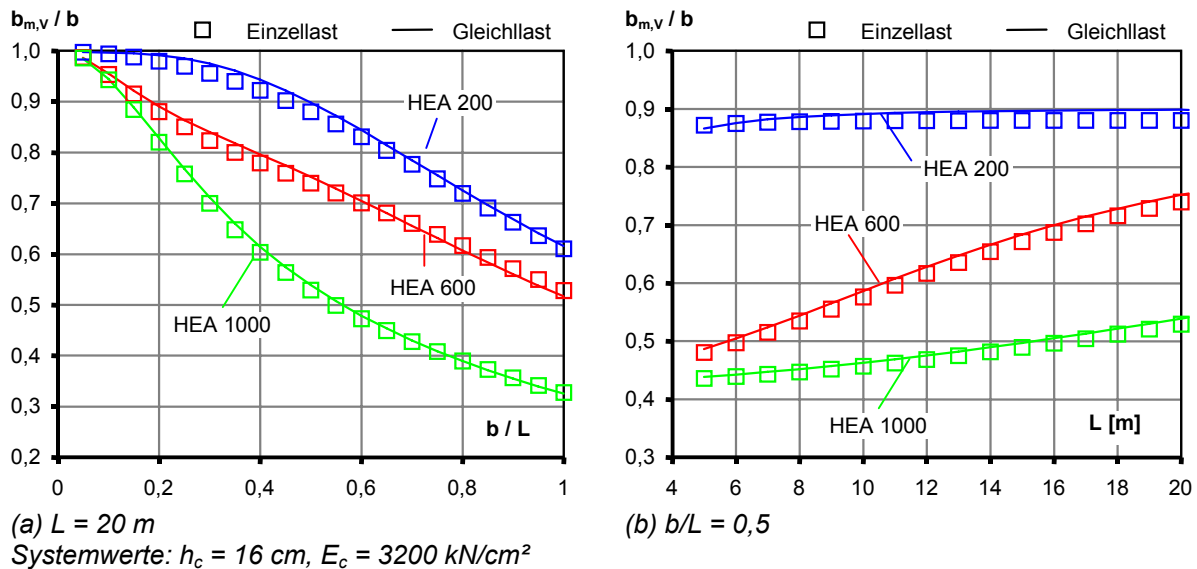 b_m,V / b
Einzellast
Gleichllast
1,0
0,9
0,8
0,7
0,6
0,5
0,4
0,3
0,2
HEA 200
HEA 600
HEA 1000
b / L
0
0,2
0,4
0,6
0,8
1
(a) L = 20 m
b_m,V / b
Einzellast
Gleichllast
1,0
0,9
0,8
0,7
0,6
0,5
0,4
0,3
HEA 200
HEA 600
HEA 1000
L [m]
4
6
8
10
12
14
16
18
20
(b) b/L = 0,5
Systemwerte: h_c = 16 cm, E_c = 3200 kN/cm²